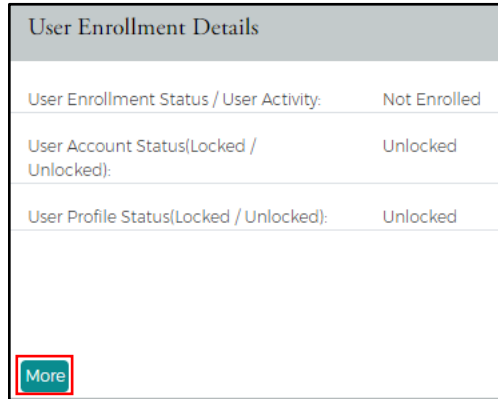 User Enrollment Details
User Enrollment Status / User Activity: Not Enrolled
User Account Status(Locked / Unlocked
Unlocked):
User Profile Status(Locked / Unlocked): Unlocked
More